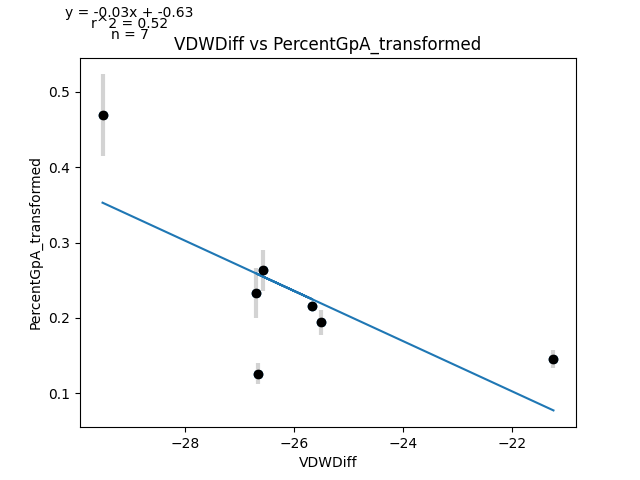 y = -0.03x + -0.63
r^2 = 0.52
n = 7
VDWDiff vs PercentGpA_transformed
PercentGpA_transformed
0.5
0.4
0.3
0.2
0.1
−28
−26
−24
−22
VDWDiff